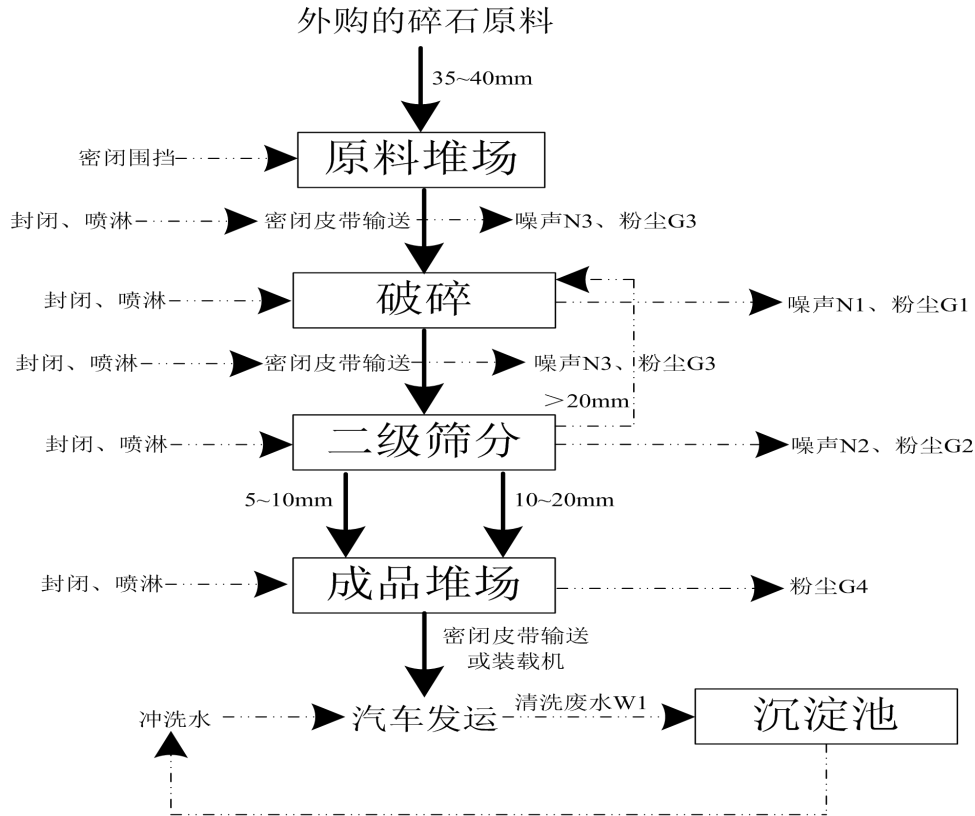 外购的碎石原料
35~40mm
密闭围挡
原料堆场
封闭、喷淋
密闭皮带输送
噪声N3、粉尘G3
封闭、喷淋
破碎
噪声N1、粉尘G1
封闭、喷淋
密闭皮带输送
噪声N3、粉尘G3
>20mm
封闭、喷淋
二级筛分
噪声N2、粉尘G2
5~10mm
10~20mm
封闭、喷淋
成品堆场
粉尘G4
密闭皮带输送
或装载机
冲洗水
汽车发运
清洗废水W1
沉淀池